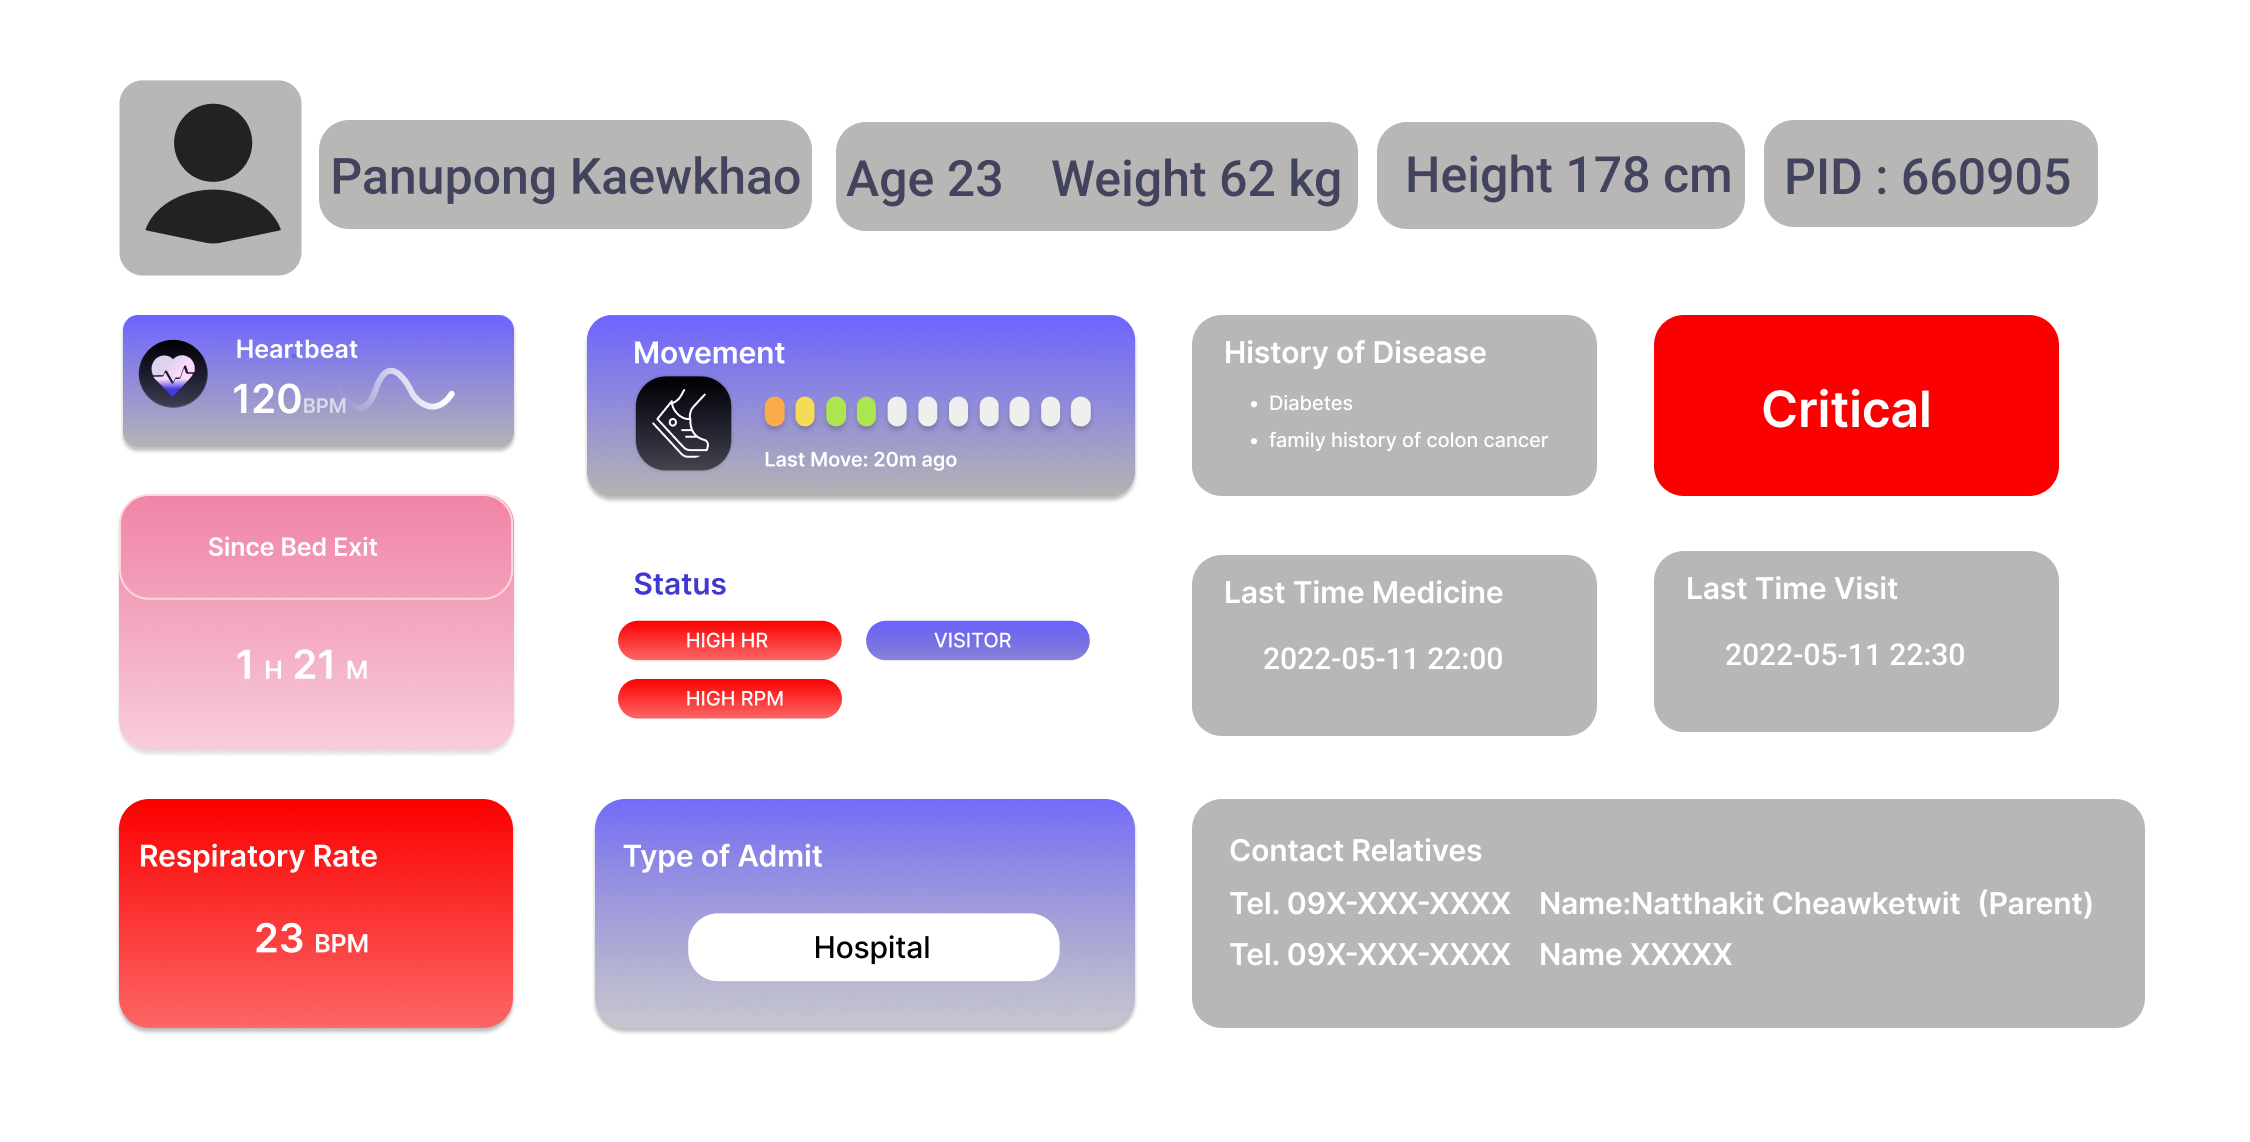 Panupong Kaewkhao
Age 23 Weight 62 kg
Height 178 cm
PID : 660905
Heartbeat
120BPM
Movement
Last Move: 20m ago
History of Disease
• Diabetes
• family history of colon cancer
Critical
Since Bed Exit
1 H 21 M
Status
HIGH HR
VISITOR
HIGH RPM
Last Time Medicine
2022-05-11 22:00
Last Time Visit
2022-05-11 22:30
Respiratory Rate
23 BPM
Type of Admit
Hospital
Contact Relatives
Tel. 09X-XXX-XXXX Name:Natthakit Cheawketwit (Parent)
Tel. 09X-XXX-XXXX Name XXXXX